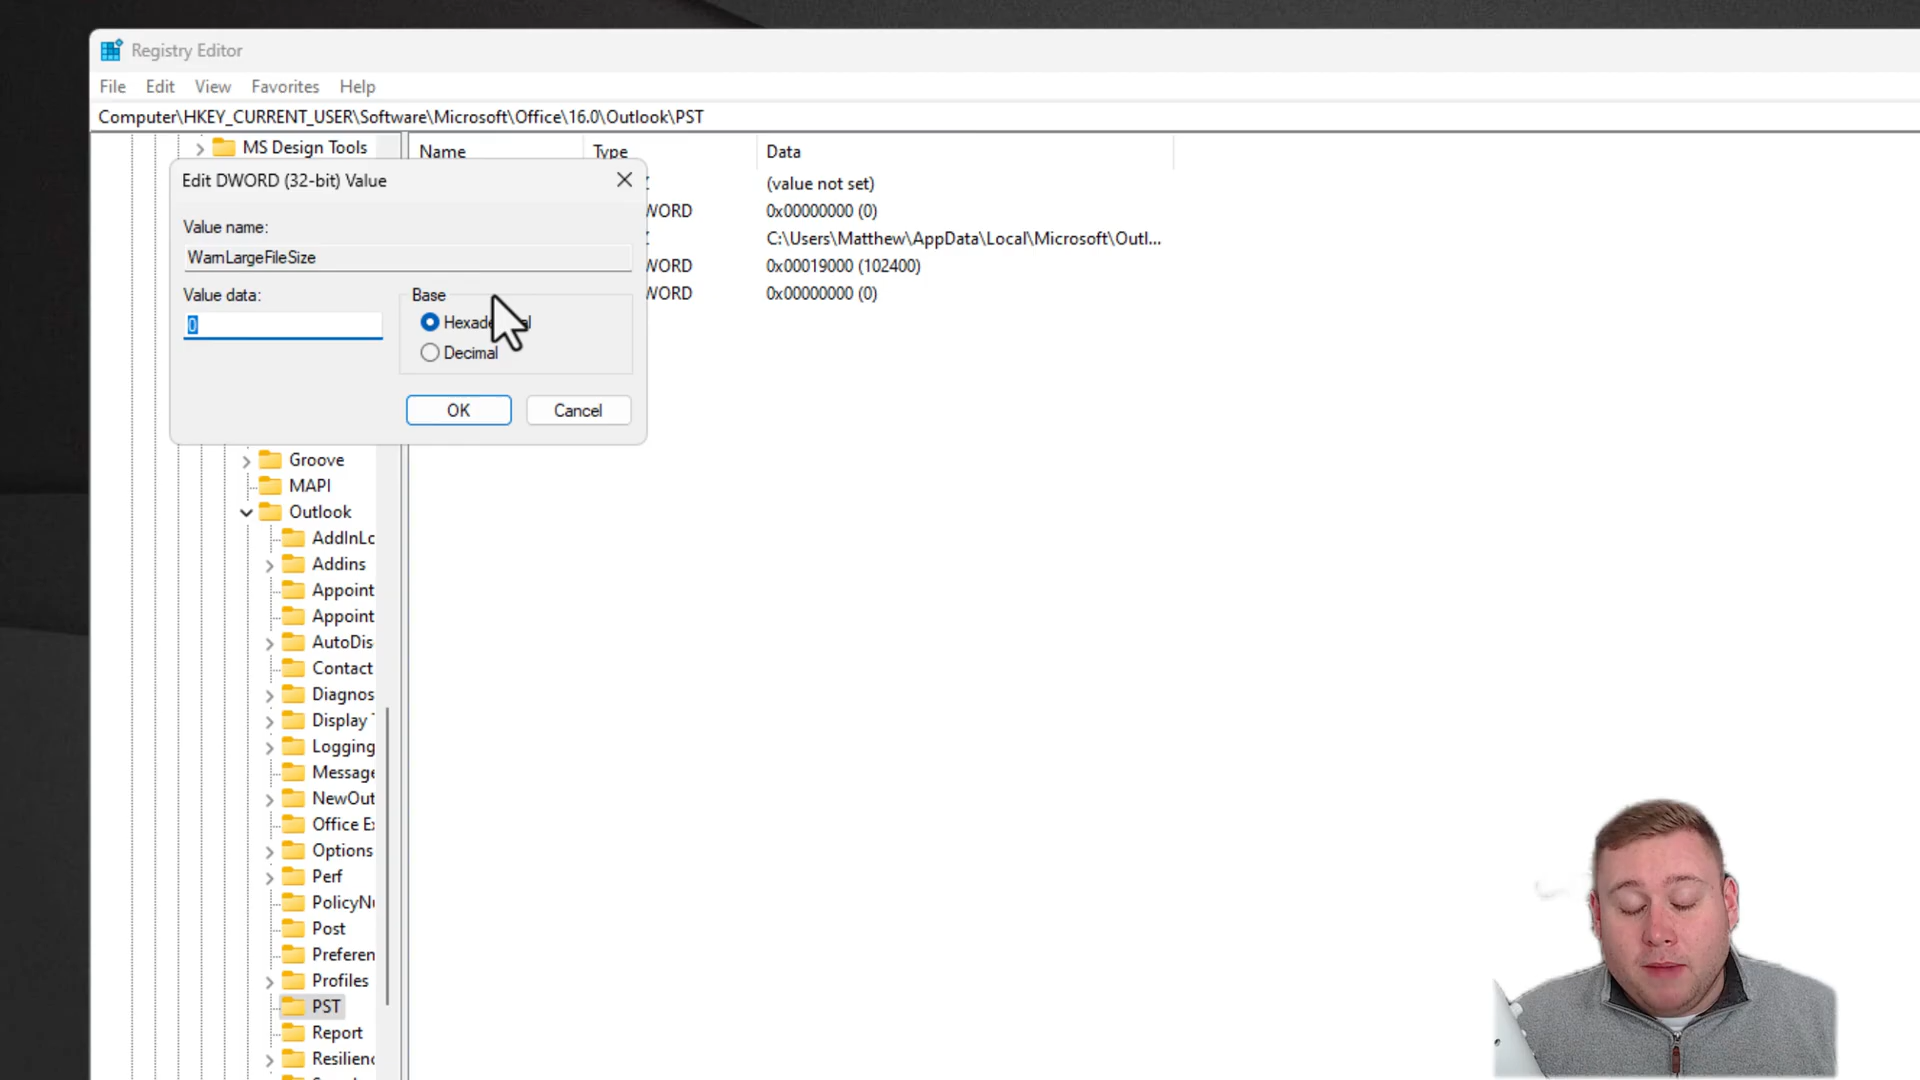 Registry Editor
File Edit View Favorites Help
Computer\HKEY_CURRENT_USER\Software\Microsoft\Office\16.0\Outlook\PST
MS Design Tools
Name Type Data
Edit DWORD (32-bit) Value
(value not set)
WORD 0x00000000 (0)
Value name:
C:\Users\Matthew\AppData\Local\Microsoft\Outl...
WarnLargeFileSize
WORD 0x00019000 (102400)
Value data: Base
WORD 0x00000000 (0)
0
Decimal
OK Cancel
Groove
MAPI
Outlook
AddInLo
Addins
Appoint
Appoint
AutoDis
Contact
Diagnos
Display
Logging
Message
NewOut
Office E
Options
Perf
PolicyNu
Post
Preferen
Profiles
PST
Report
Resilienc